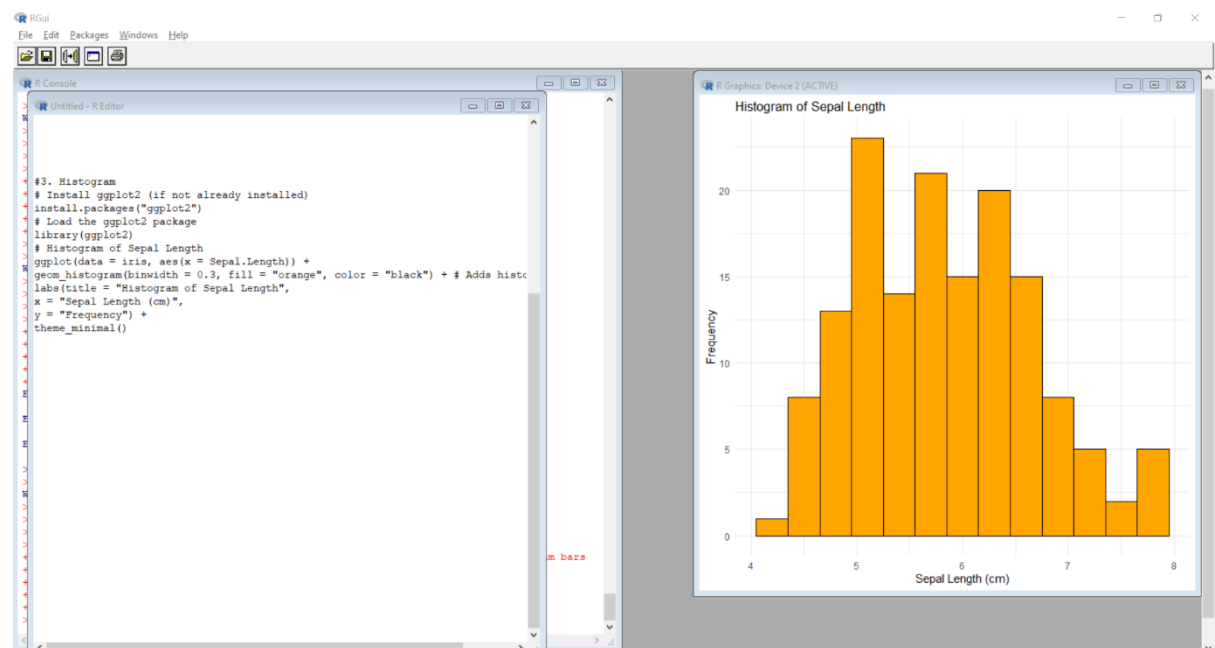 RGui
File Edit Packages Windows Help
R Console
Untitled - R Editor
#3. Histogram
# Install ggplot2 (if not already installed)
install.packages("ggplot2")
# Load the ggplot2 package
library(ggplot2)
# Histogram of Sepal Length
ggplot(data = iris, aes(x = Sepal.Length)) +
geom_histogram(binwidth = 0.3, fill = "orange", color = "black") + # Adds histo
labs(title = "Histogram of Sepal Length",
x = "Sepal Length (cm)",
y = "Frequency") +
theme_minimal()
m bars
R Graphics: Device 2 (ACTIVE)
Histogram of Sepal Length
Frequency
20
15
10
5
0
4 5 6 7 8
Sepal Length (cm)